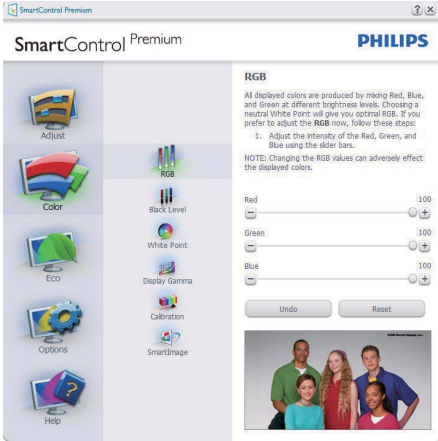 SmartControl Premium
SmartControl Premium
PHILIPS
Adjust
Color
Eco
Options
Help
RGB
Black Level
White Point
Display Gamma
Calibration
SmartImage
RGB
All displayed colors are produced by mixing Red, Blue,
and Green at different brightness levels. Choosing a
neutral White Point will give you optimal RGB. If you
prefer to adjust the RGB now, follow these steps:
1. Adjust the intensity of the Red, Green, and
Blue using the slider bars.
NOTE: Changing the RGB values can adversely effect
the displayed colors.
Red 100
Green 100
Blue 100
Undo Reset